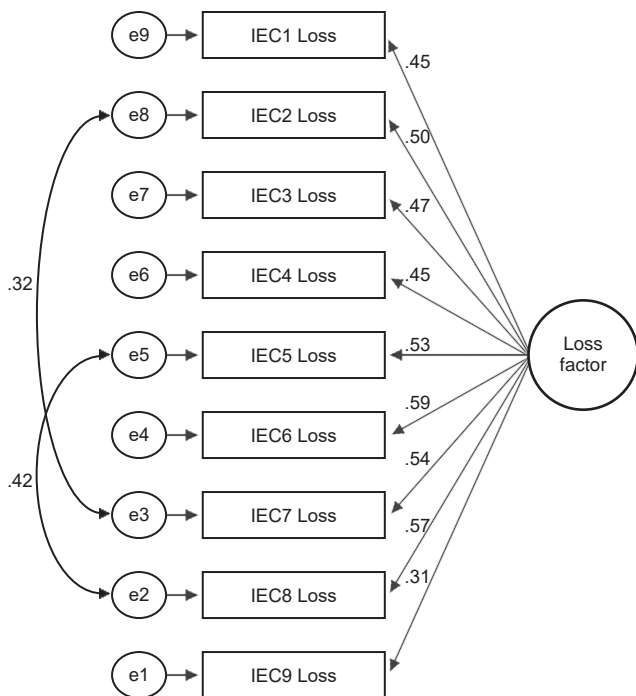 e9 IEC1 Loss .45
e8 IEC2 Loss .50
e7 IEC3 Loss .47
e6 IEC4 Loss .45
.32
e5 IEC5 Loss .53
Loss
factor
e4 IEC6 Loss .59
.42
e3 IEC7 Loss .54
e2 IEC8 Loss .57
e1 IEC9 Loss .31